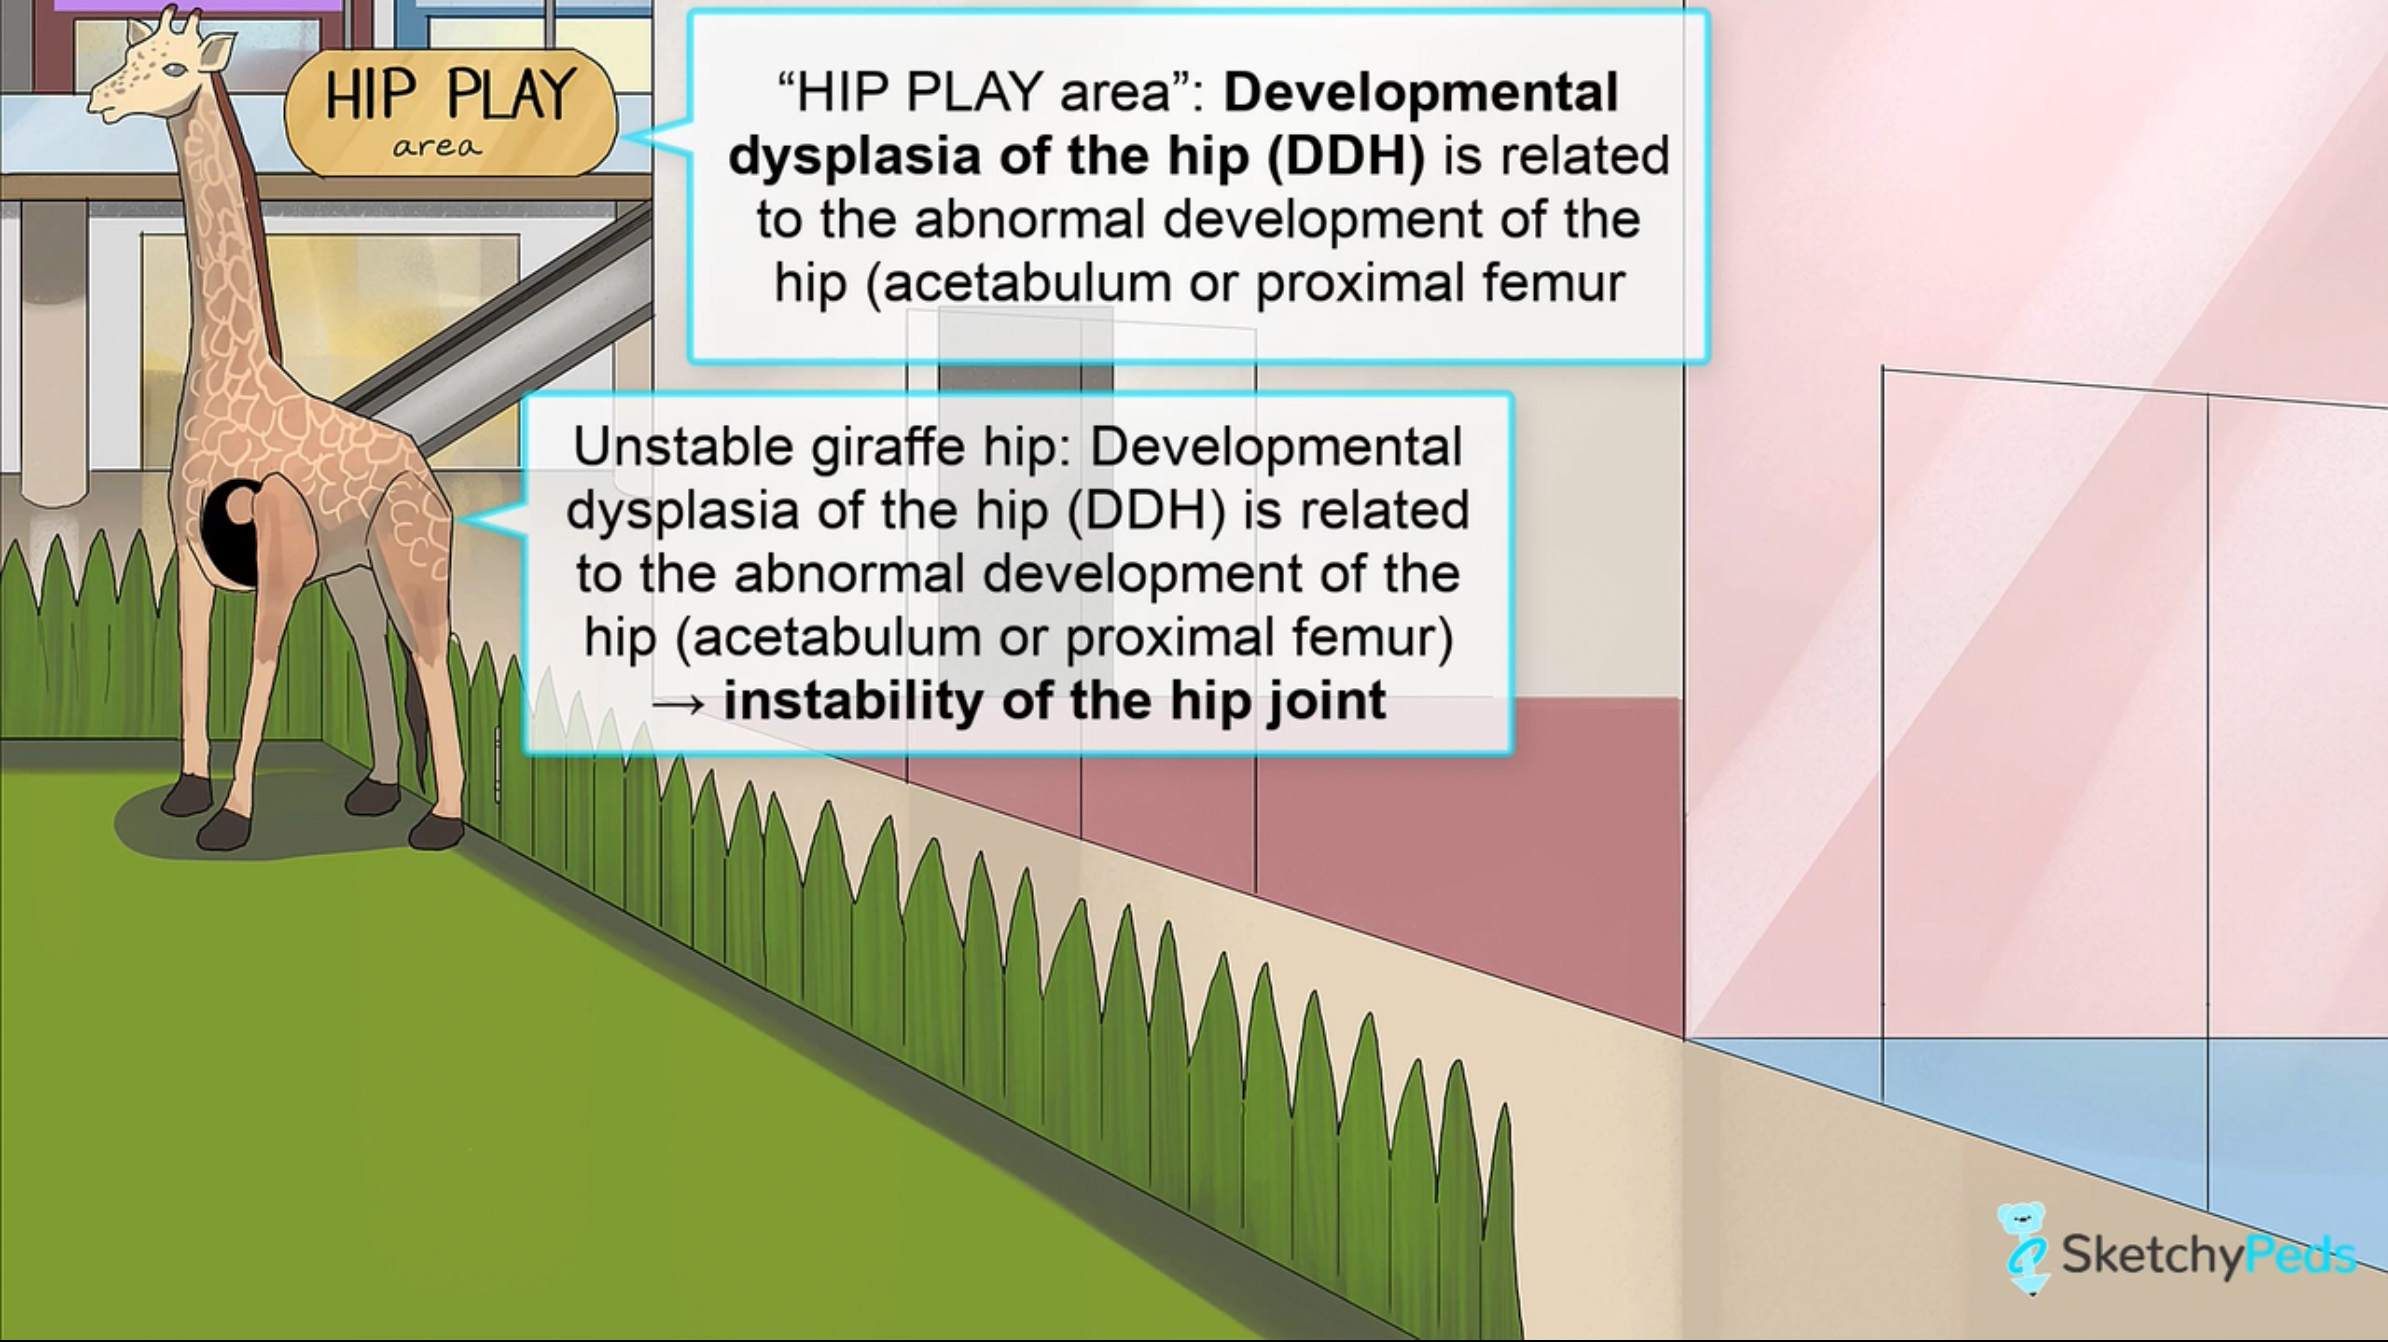 HIP PLAY
area
“HIP PLAY area”: Developmental
dysplasia of the hip (DDH) is related
to the abnormal development of the
hip (acetabulum or proximal femur
Unstable giraffe hip: Developmental
dysplasia of the hip (DDH) is related
to the abnormal development of the
hip (acetabulum or proximal femur)
→ instability of the hip joint
SketchyPeds